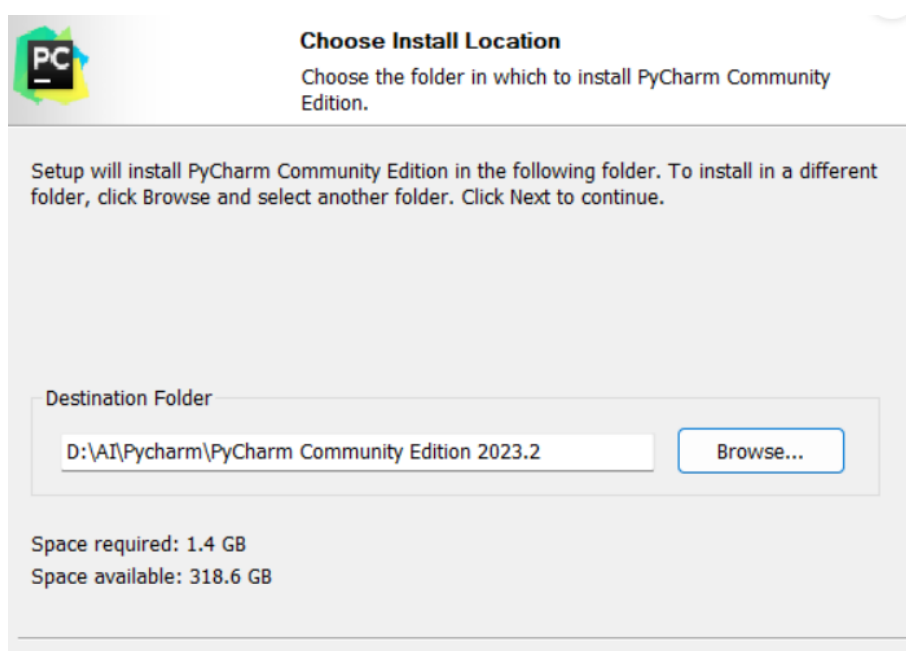 PC
Choose Install Location
Choose the folder in which to install PyCharm Community
Edition.
Setup will install PyCharm Community Edition in the following folder. To install in a different
folder, click Browse and select another folder. Click Next to continue.
Destination Folder
D:\AI\Pycharm\PyCharm Community Edition 2023.2
Browse...
Space required: 1.4 GB
Space available: 318.6 GB